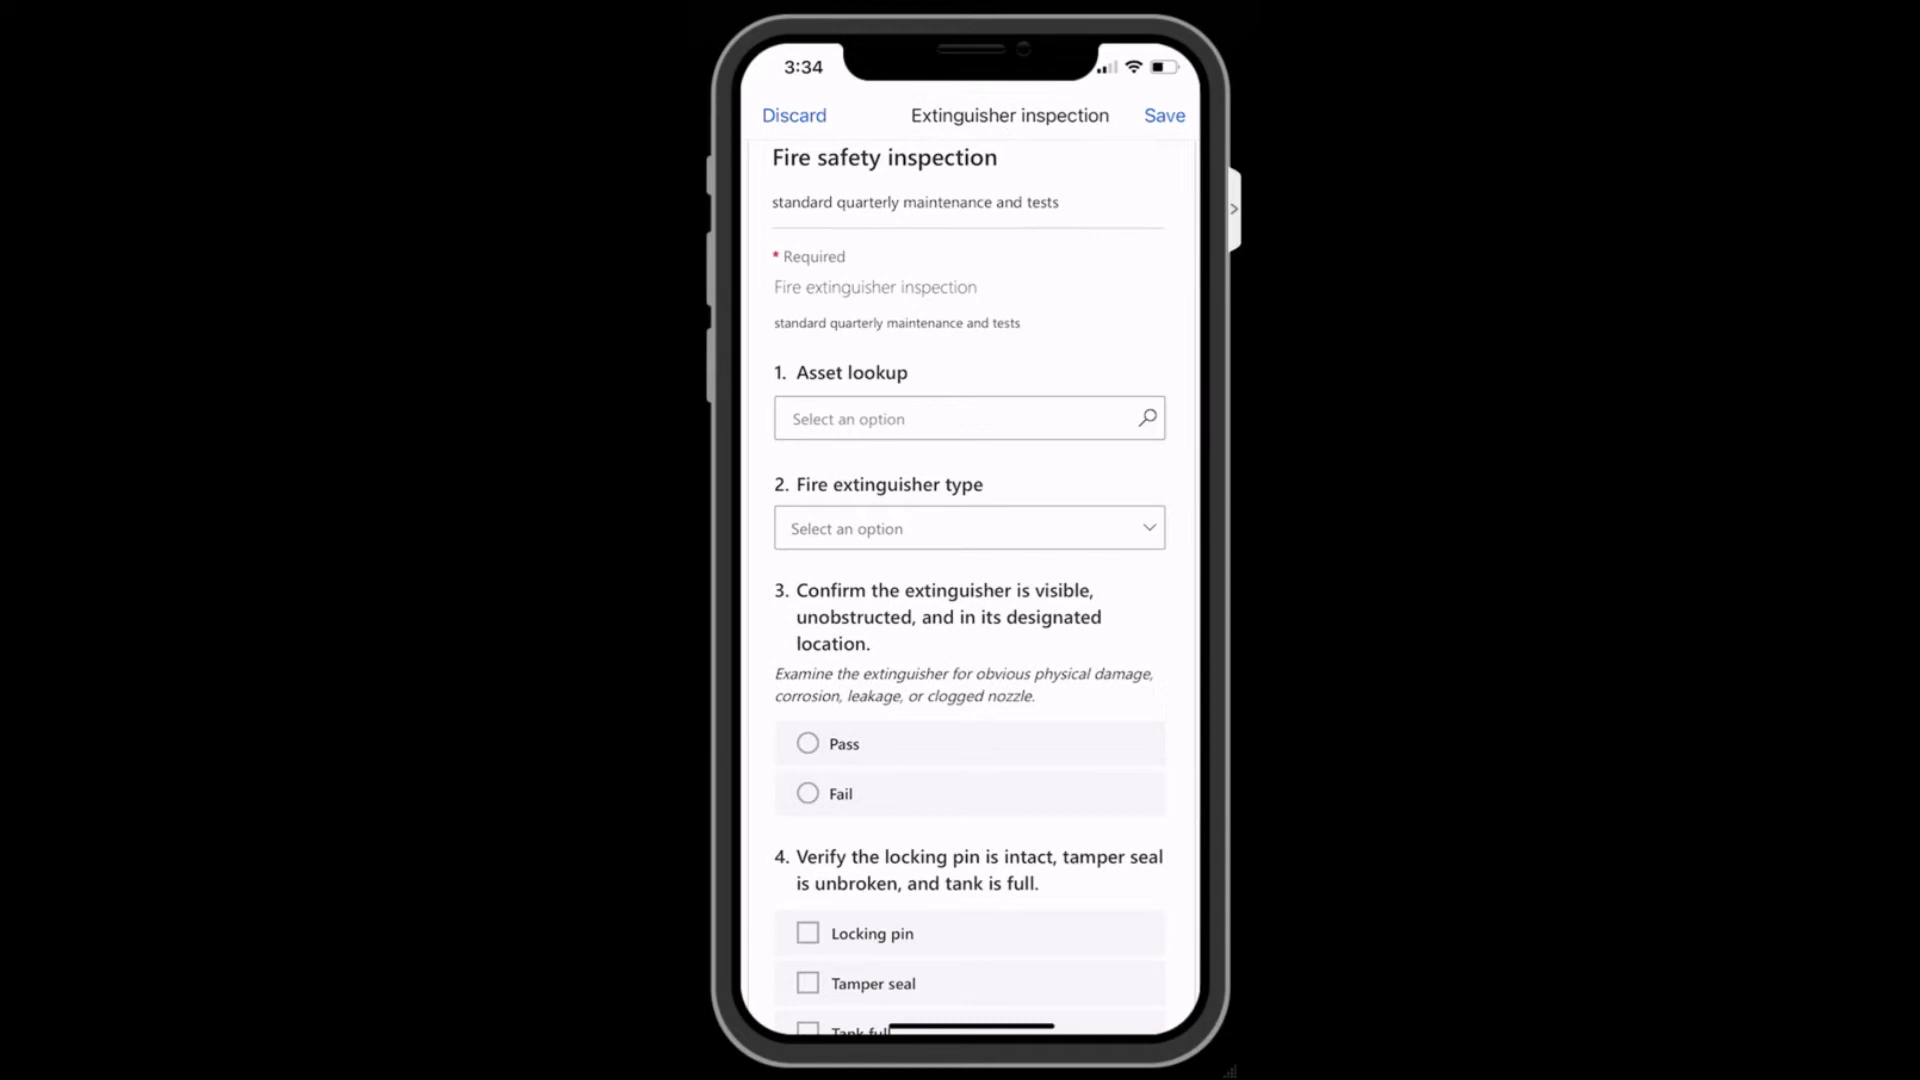 3:34
Discard Extinguisher inspection Save
Fire safety inspection
standard quarterly maintenance and tests
* Required
Fire extinguisher inspection
standard quarterly maintenance and tests
1. Asset lookup
Select an option
2. Fire extinguisher type
Select an option
3. Confirm the extinguisher is visible,
unobstructed, and in its designated
location.
Examine the extinguisher for obvious physical damage,
corrosion, leakage, or clogged nozzle.
Pass
Fail
4. Verify the locking pin is intact, tamper seal
is unbroken, and tank is full.
Locking pin
Tamper seal
Tank full